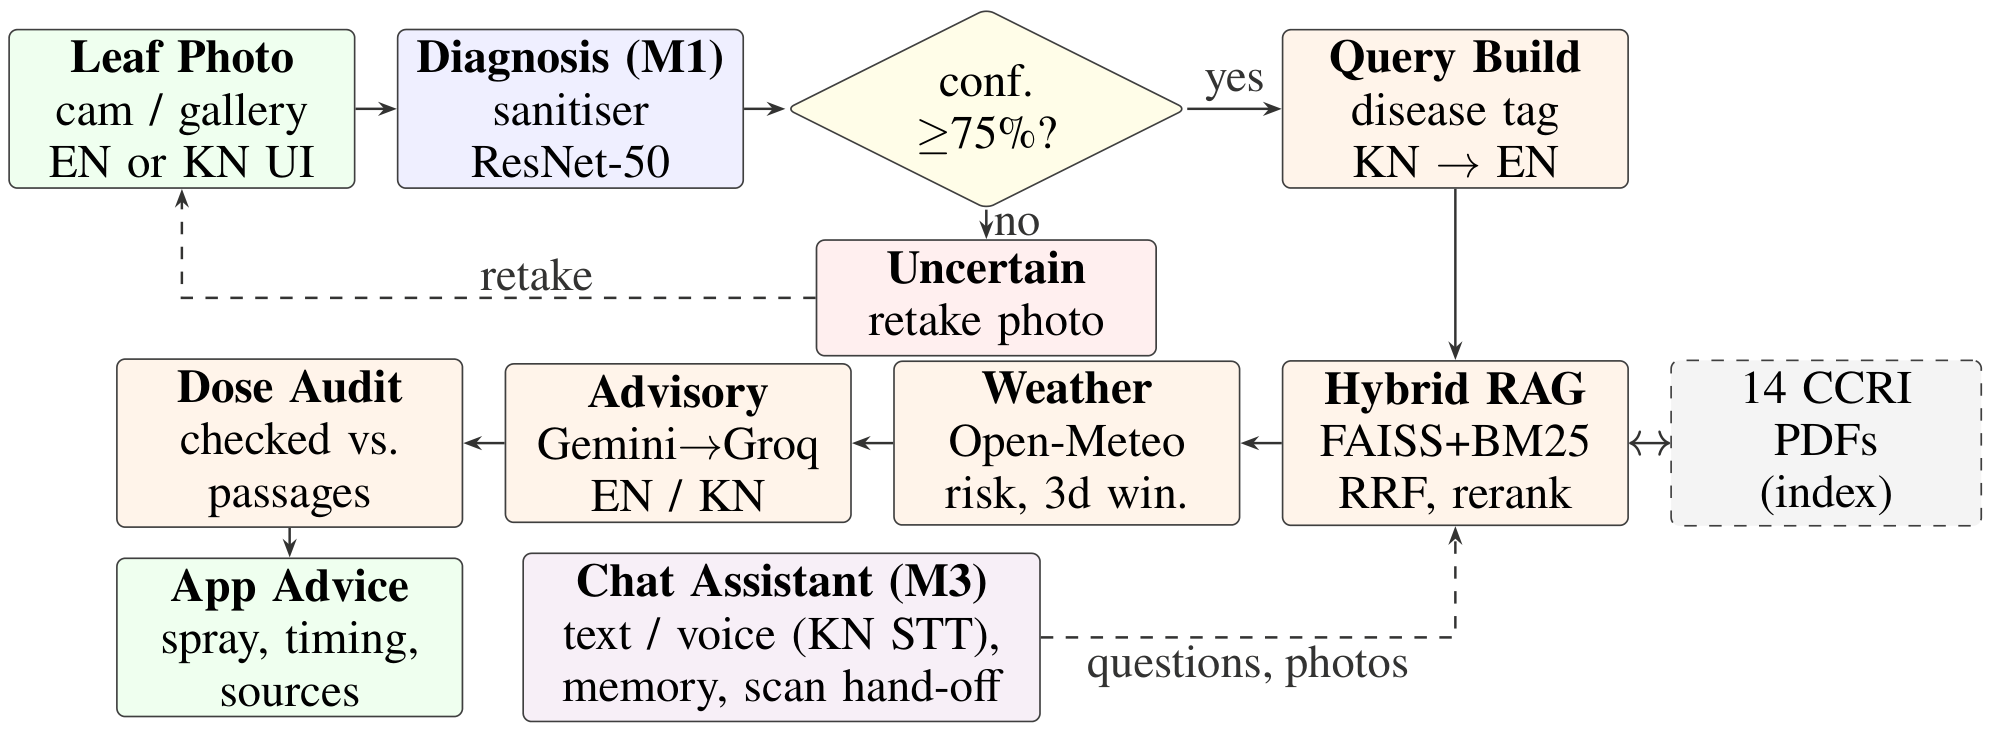 Leaf Photo
cam / gallery
EN or KN UI
Diagnosis (M1)
sanitiser
ResNet-50
conf.
≥75%?
yes
Query Build
disease tag
KN → EN
no
Uncertain
retake photo
retake
Dose Audit
checked vs.
passages
Advisory
Gemini→Groq
EN / KN
Weather
Open-Meteo
risk, 3d win.
Hybrid RAG
FAISS+BM25
RRF, rerank
14 CCRI
PDFs
(index)
App Advice
spray, timing,
sources
Chat Assistant (M3)
text / voice (KN STT),
memory, scan hand-off
questions, photos